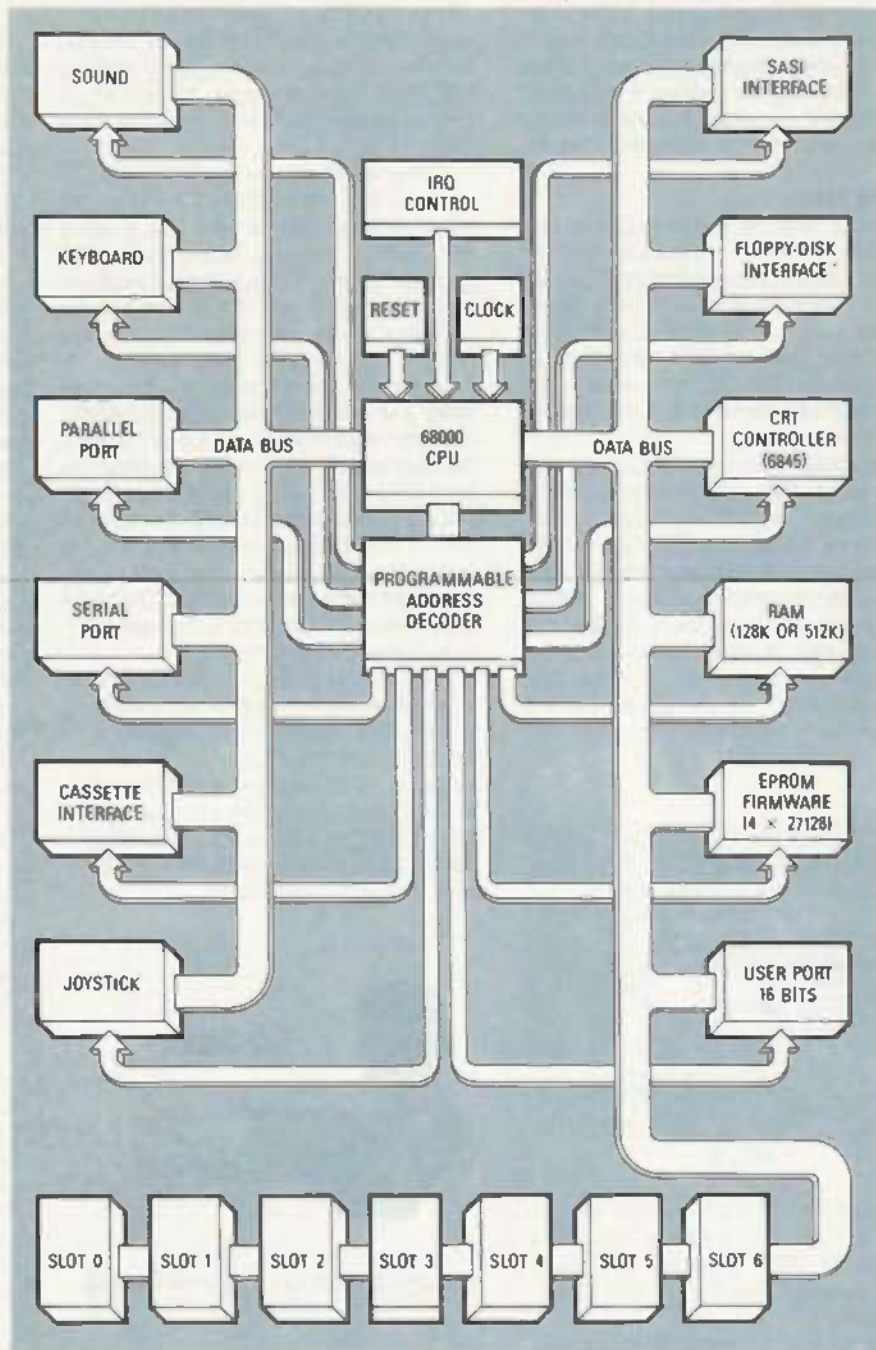 SOUND
SASI
INTERFACE
IRQ
CONTROL
KEYBOARD
FLOPPY-DISK
INTERFACE
RESET
CLOCK
PARALLEL
PORT
DATA BUS
68000
CPU
DATA BUS
CRT
CONTROLLER
(6845)
PROGRAMMABLE
ADDRESS
DECODER
SERIAL
PORT
RAM
(128K OR 512K)
CASSETTE
INTERFACE
EPROM
FIRMWARE
(4 × 27128)
JOYSTICK
USER PORT
16 BITS
SLOT 0
SLOT 1
SLOT 2
SLOT 3
SLOT 4
SLOT 5
SLOT 6